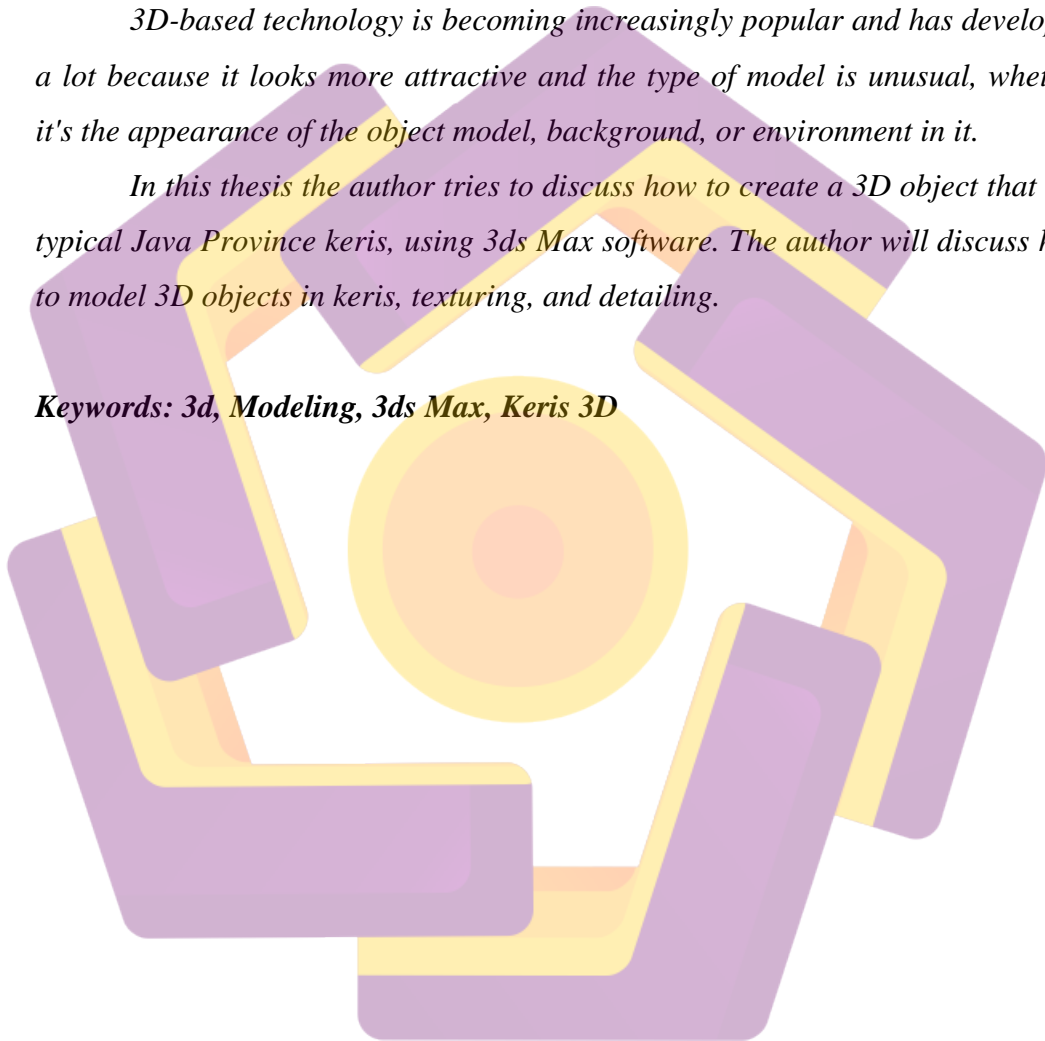 3D-based technology is becoming increasingly popular and has develo
a lot because it looks more attractive and the type of model is unusual, whet
it's the appearance of the object model, background, or environment in it.
In this thesis the author tries to discuss how to create a 3D object that
typical Java Province keris, using 3ds Max software. The author will discuss
to model 3D objects in keris, texturing, and detailing.
Keywords: 3d, Modeling, 3ds Max, Keris 3D